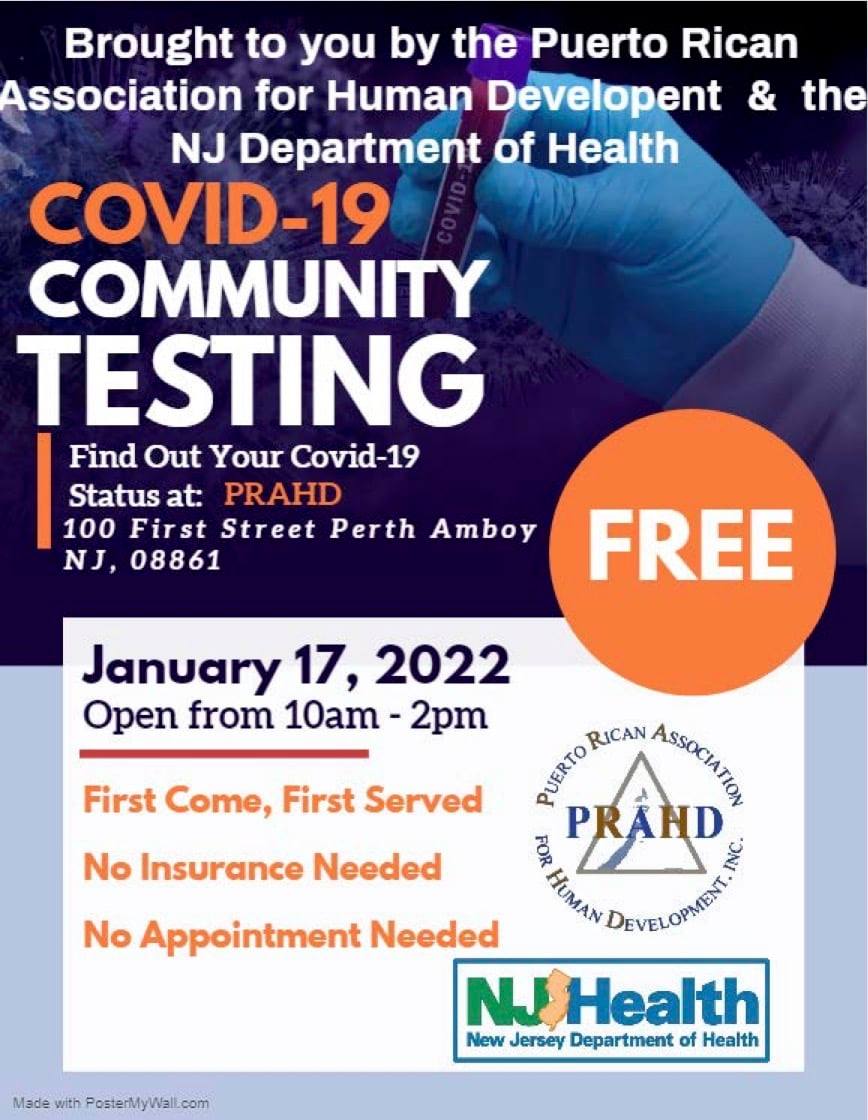 Brought to you by the Puerto Rican
Association for Human Developent & the
NJ Department of Health
COVID-19
COVID-19
COMMUNITY
TESTING
Find Out Your Covid-19
Status at: PRAHD
100 First Street Perth Amboy
NJ, 08861
FREE
January 17, 2022
Open from 10am - 2pm
First Come, First Served
No Insurance Needed
No Appointment Needed
PUERTO RICAN ASSOCIATION
PRAHD
FOR HUMAN DEVELOPMENT, INC.
NJ Health
New Jersey Department of Health
Made with PosterMyWall.com